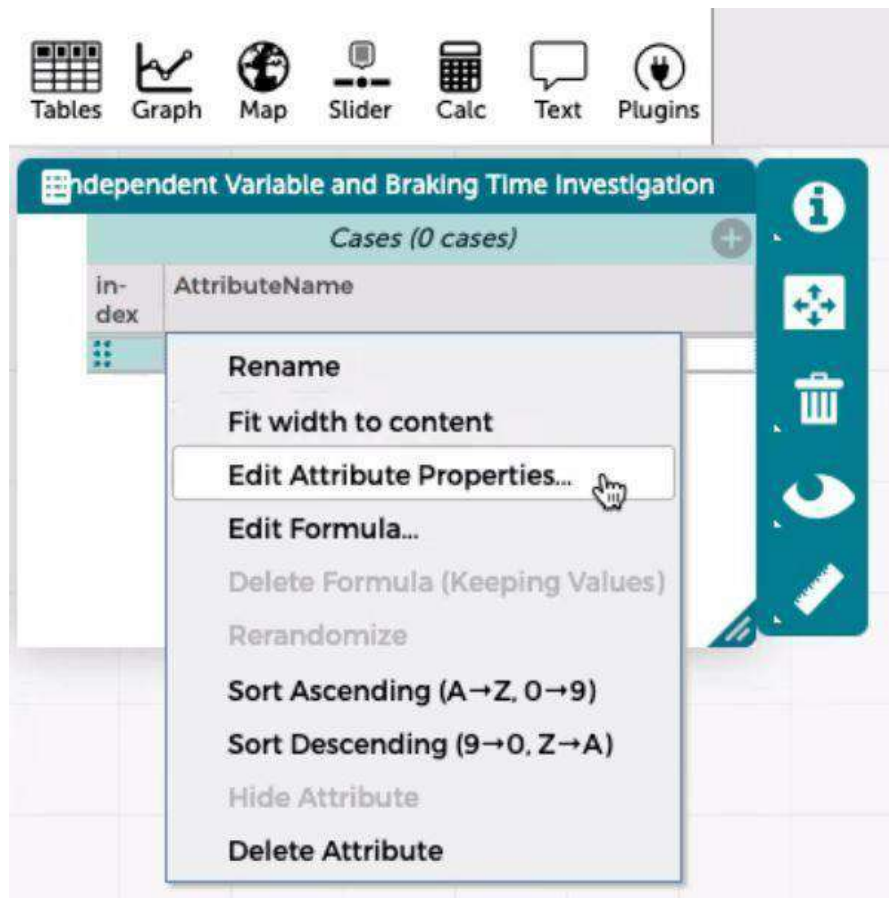 Tables Graph Map Slider Calc Text Plugins
ndependent Variable and Braking Time Investigation
Cases (0 cases)
in-
dex
AttributeName
Rename
Fit width to content
Edit Attribute Properties...
Edit Formula...
Delete Formula (Keeping Values)
Rerandomize
Sort Ascending (A→Z, 0→9)
Sort Descending (9→0, Z→A)
Hide Attribute
Delete Attribute